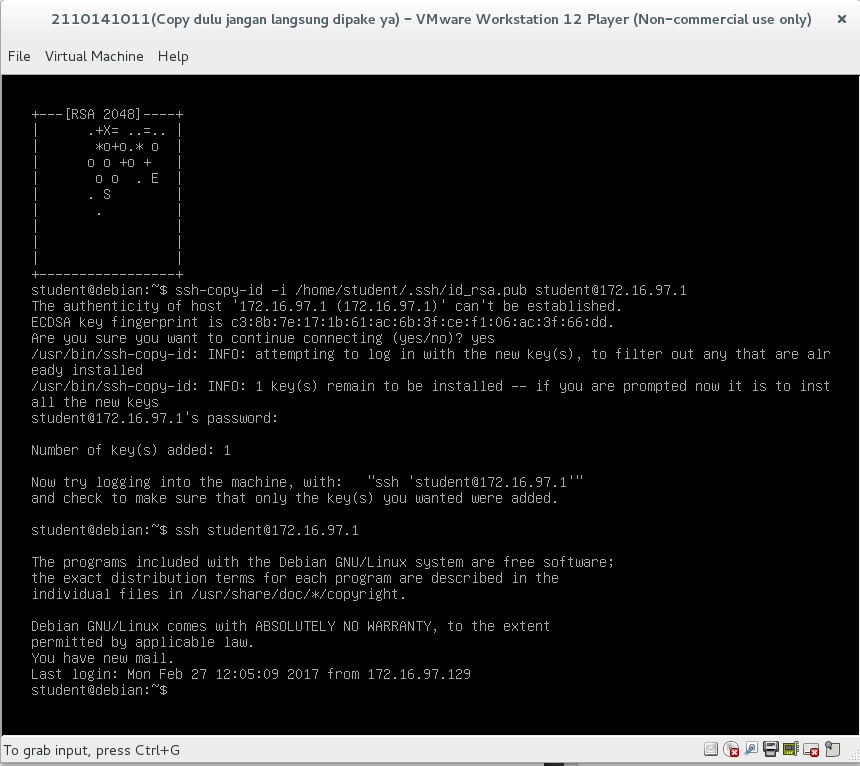 2110141011(Copy dulu jangan langsung dipake ya) - VMware Workstation 12 Player (Non-commercial use only) ×
File Virtual Machine Help
+---[RSA 2048]----+
|      .+X= ..=.. |
|       *o+o.* o  |
|      o o +o +   |
|       o o  . E  |
|      . S        |
|       .         |
|                 |
|                 |
|                 |
+-----------------+
student@debian:~$ ssh-copy-id -i /home/student/.ssh/id_rsa.pub student@172.16.97.1
The authenticity of host '172.16.97.1 (172.16.97.1)' can't be established.
ECDSA key fingerprint is c3:8b:7e:17:1b:61:ac:6b:3f:ce:f1:06:ac:3f:66:dd.
Are you sure you want to continue connecting (yes/no)? yes
/usr/bin/ssh-copy-id: INFO: attempting to log in with the new key(s), to filter out any that are alr
eady installed
/usr/bin/ssh-copy-id: INFO: 1 key(s) remain to be installed -- if you are prompted now it is to inst
all the new keys
student@172.16.97.1's password:
Number of key(s) added: 1
Now try logging into the machine, with:   "ssh 'student@172.16.97.1'"
and check to make sure that only the key(s) you wanted were added.
student@debian:~$ ssh student@172.16.97.1
The programs included with the Debian GNU/Linux system are free software;
the exact distribution terms for each program are described in the
individual files in /usr/share/doc/*/copyright.
Debian GNU/Linux comes with ABSOLUTELY NO WARRANTY, to the extent
permitted by applicable law.
You have new mail.
Last login: Mon Feb 27 12:05:09 2017 from 172.16.97.129
student@debian:~$
To grab input, press Ctrl+G